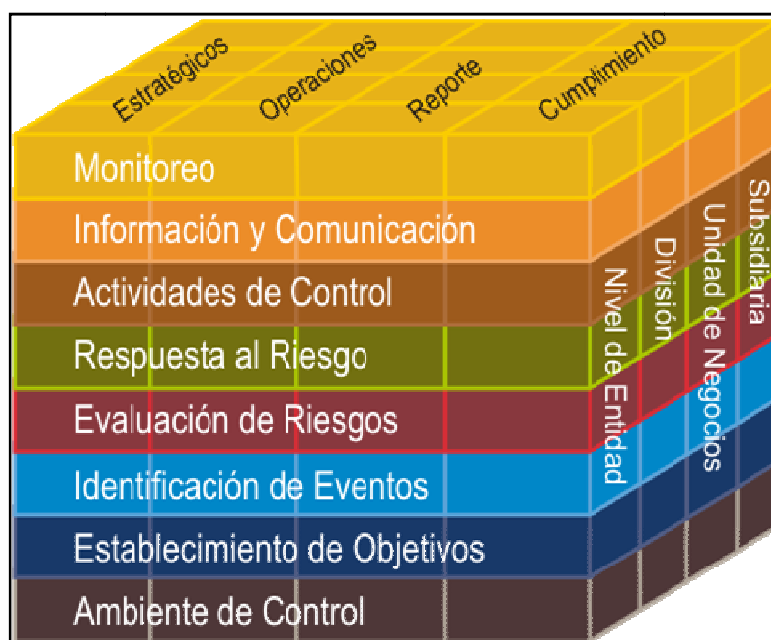 Estratégicos
Operaciones
Reporte
Cumplimiento
Monitoreo
Información y Comunicación
Actividades de Control
Respuesta al Riesgo
Evaluación de Riesgos
Identificación de Eventos
Establecimiento de Objetivos
Ambiente de Control
Nivel de Entidad
División
Unidad de Negocios
Subsidiaria